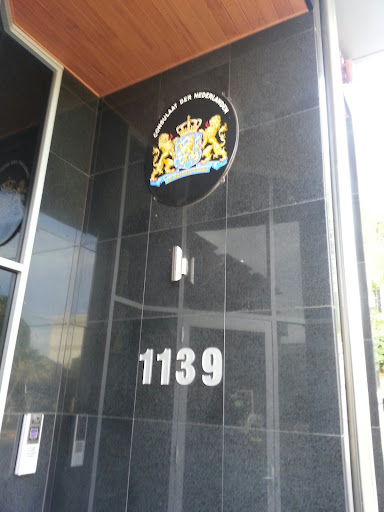 CONSULAAT DER NEDERLANDEN
1139